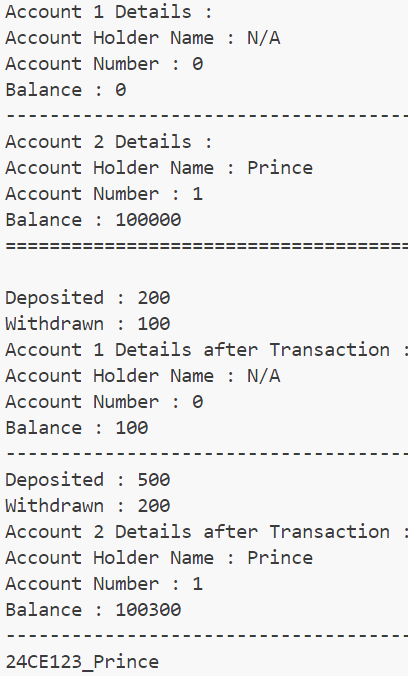 Account 1 Details :
Account Holder Name : N/A
Account Number : 0
Balance : 0
-------------------------------------
Account 2 Details :
Account Holder Name : Prince
Account Number : 1
Balance : 100000
=====================================

Deposited : 200
Withdrawn : 100
Account 1 Details after Transaction :
Account Holder Name : N/A
Account Number : 0
Balance : 100
-------------------------------------
Deposited : 500
Withdrawn : 200
Account 2 Details after Transaction :
Account Holder Name : Prince
Account Number : 1
Balance : 100300
-------------------------------------
24CE123_Prince